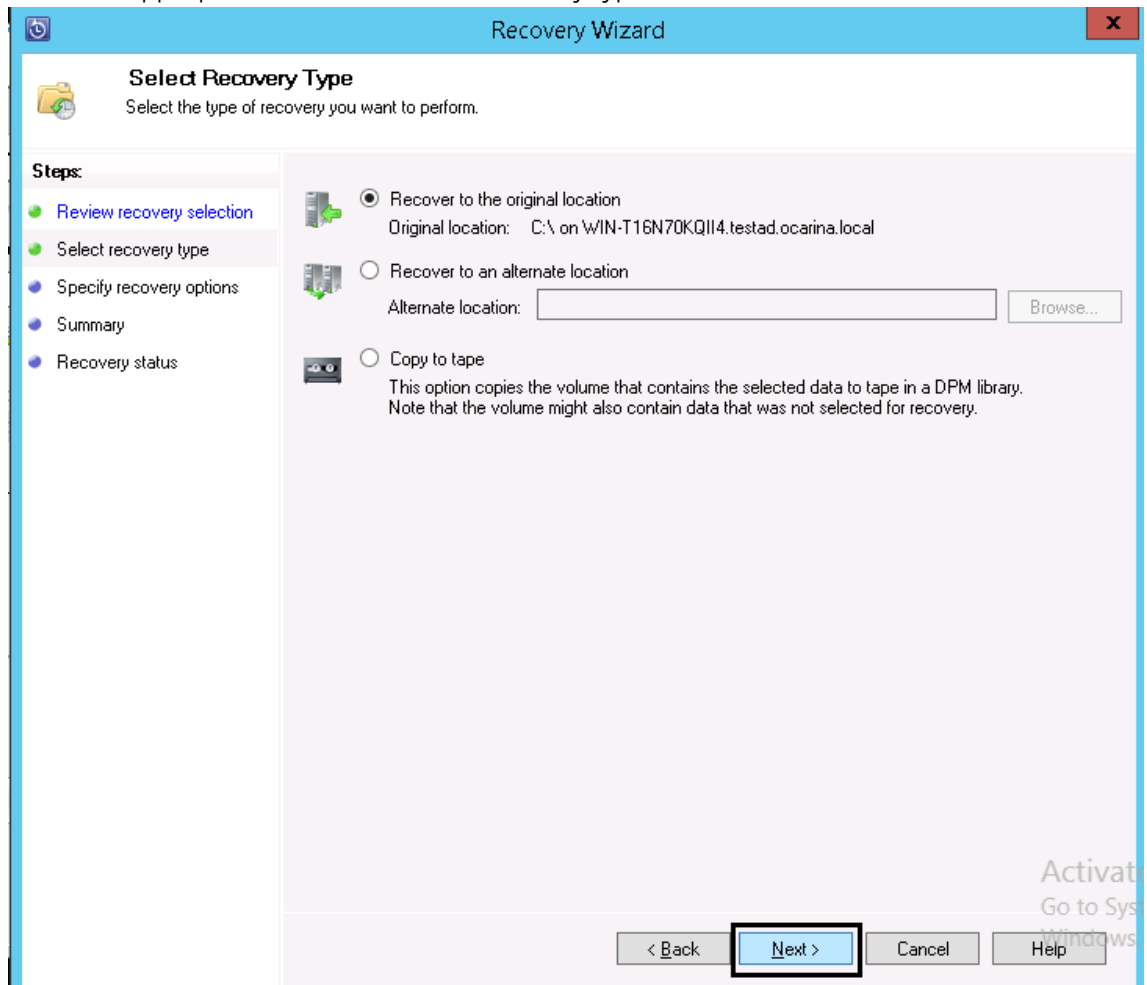 Recovery Wizard
x
Select Recovery Type
Select the type of recovery you want to perform.
Steps:
Review recovery selection
Select recovery type
Specify recovery options
Summary
Recovery status
Recover to the original location
Original location: C:\ on WIN-T16N70KQII4.testad.ocarina.local
Recover to an alternate location
Alternate location:
Browse...
Copy to tape
This option copies the volume that contains the selected data to tape in a DPM library.
Note that the volume might also contain data that was not selected for recovery.
Activat
Go to Sys
Windows.
< Back
Next >
Cancel
Help